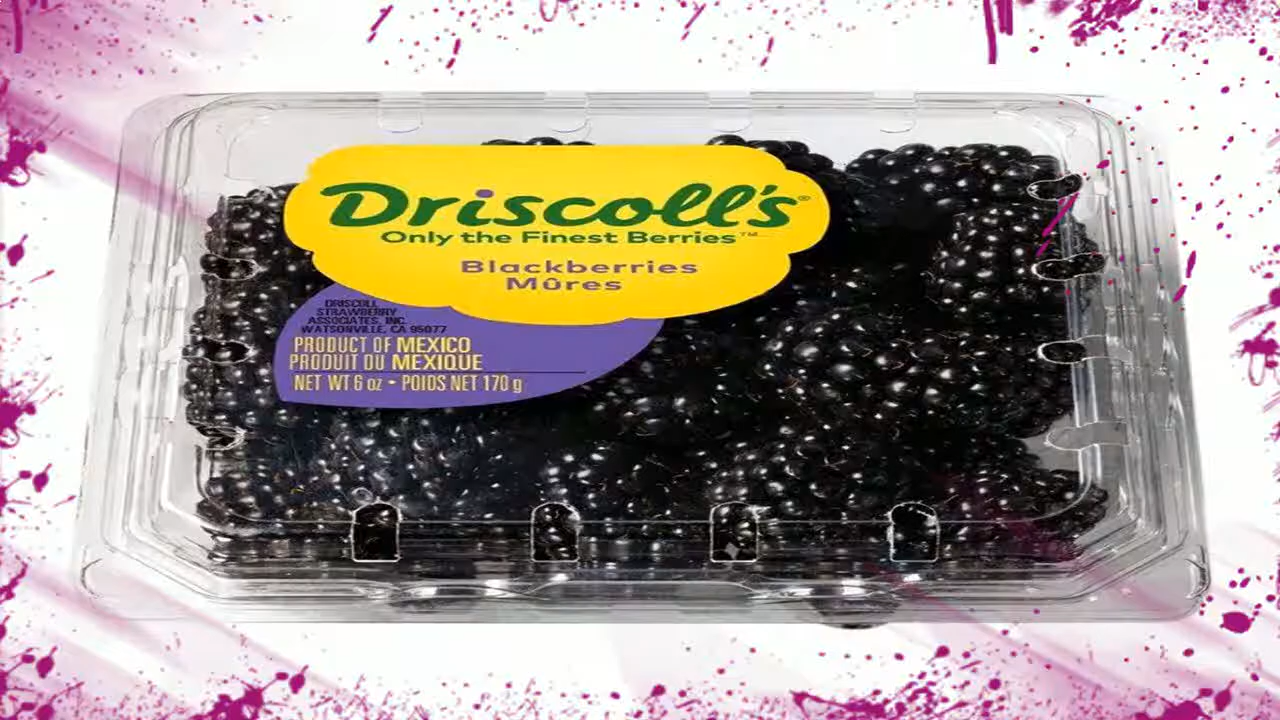 Driscoll's®
Only the Finest Berries™
Blackberries
Mûres
DRISCOLL
STRAWBERRY
ASSOCIATES, INC.
WATSONVILLE, CA 95077
PRODUCT OF MEXICO
PRODUIT DU MEXIQUE
NET WT 6 oz • POIDS NET 170 g